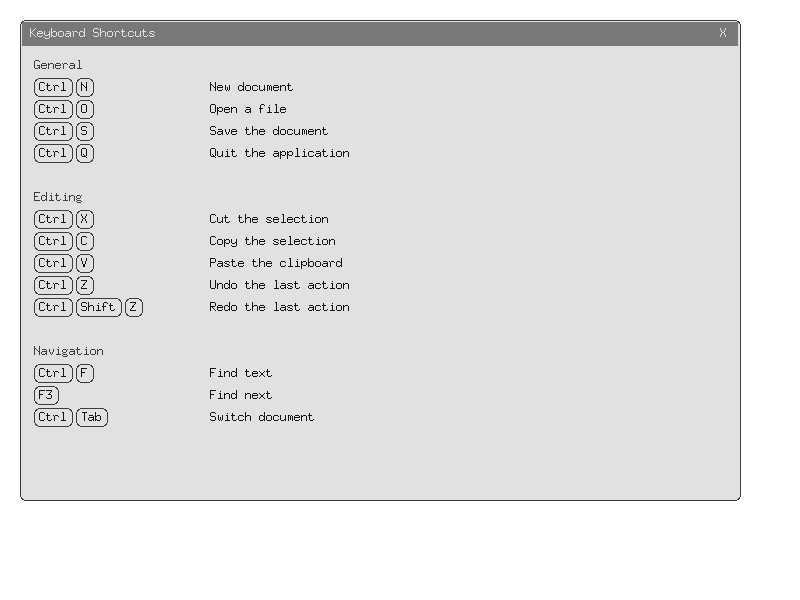 Keyboard Shortcuts X
General
Ctrl N New document
Ctrl O Open a file
Ctrl S Save the document
Ctrl Q Quit the application
Editing
Ctrl X Cut the selection
Ctrl C Copy the selection
Ctrl V Paste the clipboard
Ctrl Z Undo the last action
Ctrl Shift Z Redo the last action
Navigation
Ctrl F Find text
F3 Find next
Ctrl Tab Switch document